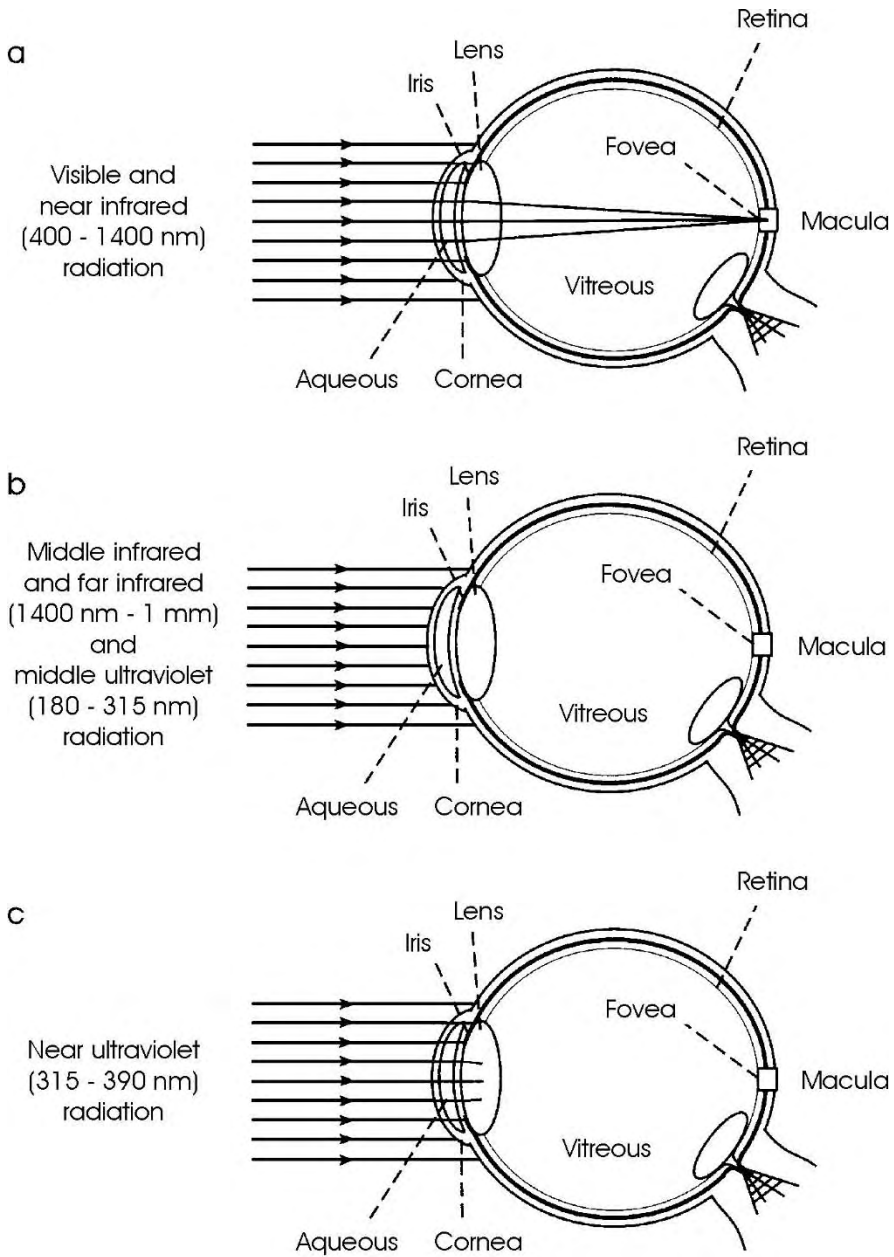 a
Retina
Lens
Iris
Fovea
Visible and
near infrared
(400 - 1400 nm)
radiation
Macula
Vitreous
Aqueous
Cornea
b
Retina
Lens
Iris
Middle infrared
and far infrared
(1400 nm - 1 mm)
and
middle ultraviolet
(180 - 315 nm)
radiation
Fovea
Macula
Vitreous
Aqueous
Cornea
c
Retina
Lens
Iris
Fovea
Near ultraviolet
(315 - 390 nm)
radiation
Macula
Vitreous
Aqueous
Cornea